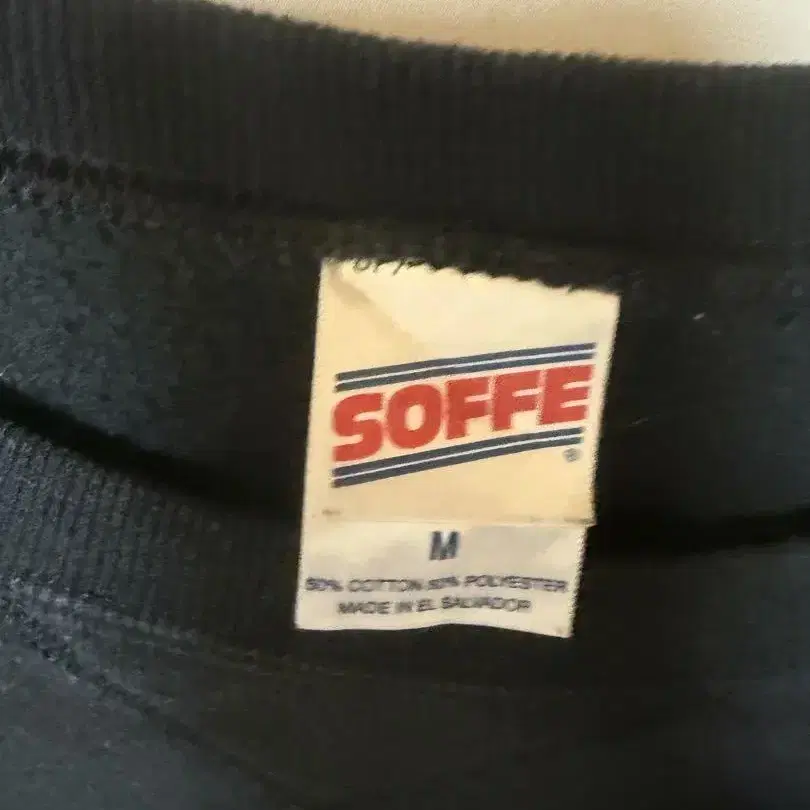 SOFFE
®
M
50% COTTON 50% POLYESTER
MADE IN EL SALVADOR